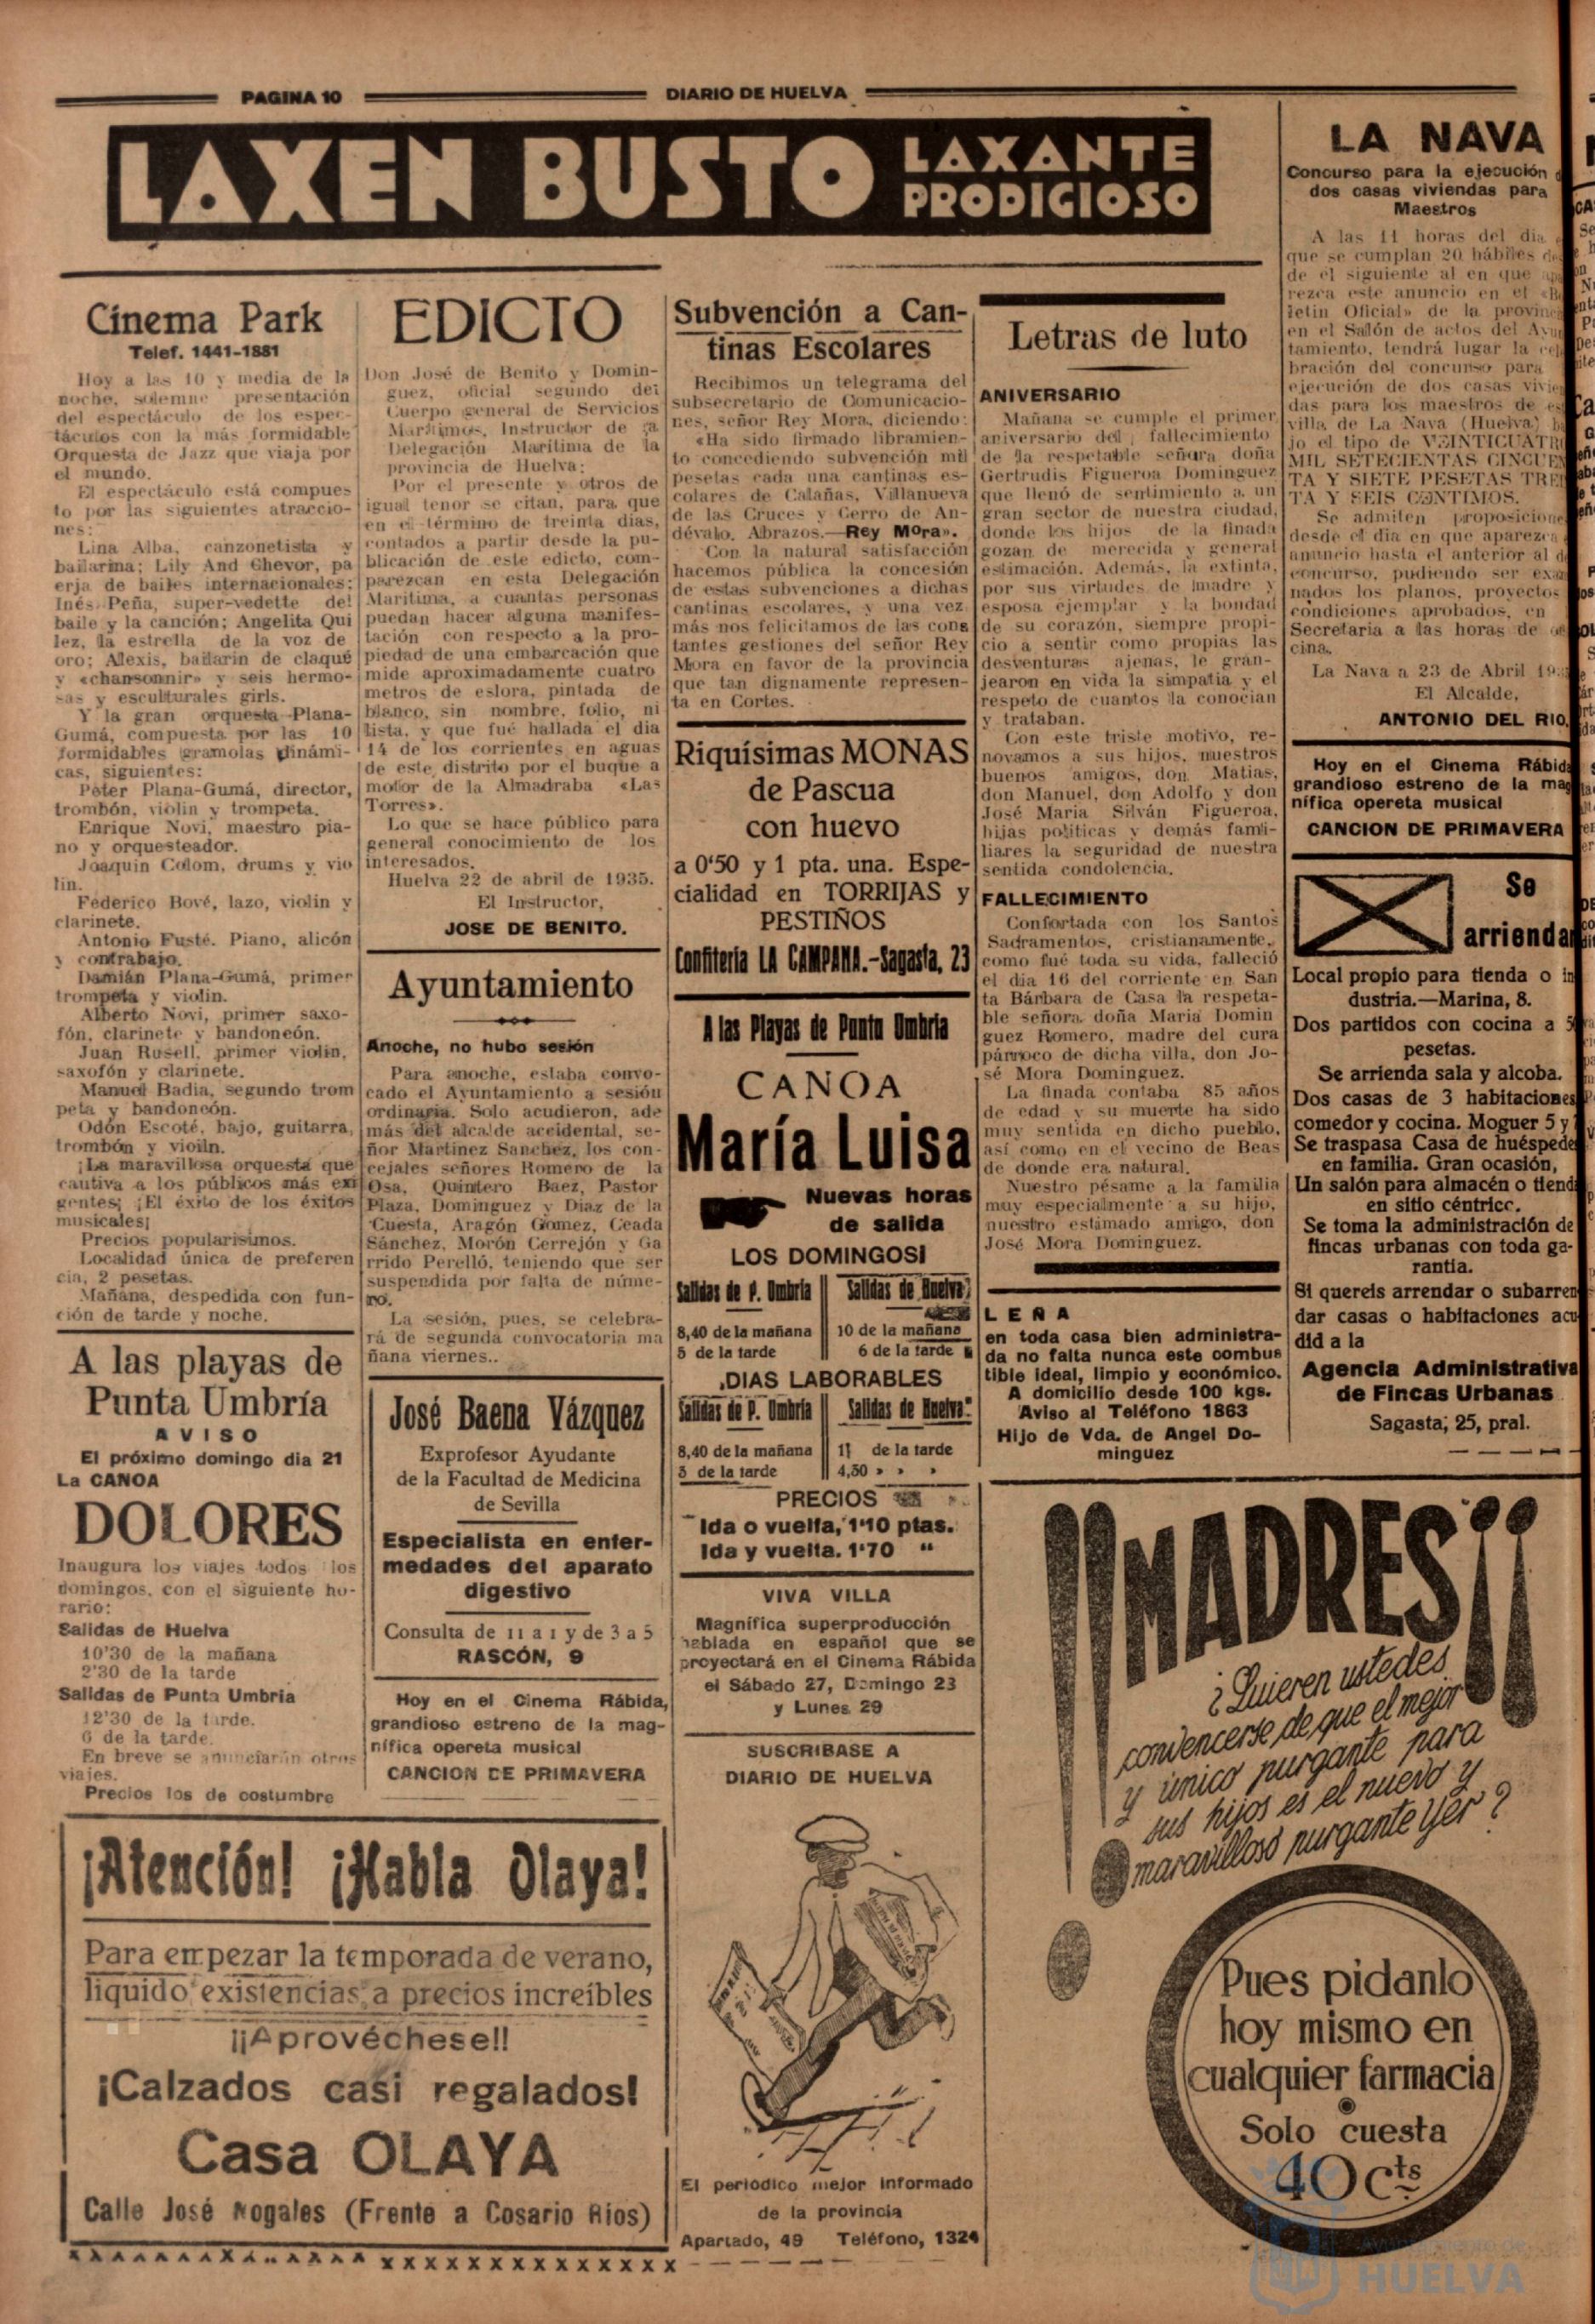 PAGINA 10
DIARIO DE HUELVA
LAXEN BUSTO LAXANTE
PRODIGIOSO
Cinema Park
Telef. 1441-1881
Hoy a las 10 y media de la
noche, solemne presentación
del espectáculo de los espec-
táculos con la más formidable
Orquesta de Jazz que viaja por
el mundo.
El espectáculo está compues
to por las siguientes atraccio-
nes:
Lina Alba, canzonetista y
bailarina; Lily And Chevor, pa
erja de bailes internacionales;
Inés Peña, super-vedette del
baile y la canción; Angelita Qui
lez, la estrella de la voz de
oro; Alexis, bailarin de claqué
y «chansonnir» y seis hermo-
sas y esculturales girls.
Y la gran orquesta Plana-
Gumá, compuesta por las 10
formidables gramolas dinámi-
cas, siguientes:
Peter Plana-Gumá, director,
trombón, violin y trompeta.
Enrique Novi, maestro pia-
no y orquesteador.
Joaquin Colom, drums y vio
lin.
Federico Bové, lazo, violin y
clarinete.
Antonio Fusté. Piano, alicón
y contrabajo.
Damián Plana-Gumá, primer
trompeta y violin.
Alberto Novi, primer saxo-
fón, clarinete y bandoneón.
Juan Rusell, primer violin,
saxofón y clarinete.
Manuel Badia, segundo trom
peta y bandoneón.
Odón Escoté, bajo, guitarra,
trombón y violín.
¡La maravillosa orquesta que
cautiva a los públicos más exi
gentes; ¡El éxito de los éxitos
musicales¡
Precios popularisimos.
Localidad única de preferen
cia, 2 pesetas.
Mañana, despedida con fun-
ción de tarde y noche.
A las playas de
Punta Umbría
AVISO
El próximo domingo dia 21
La CANOA
DOLORES
Inaugura los viajes todos los
domingos, con el siguiente ho-
rario:
Salidas de Huelva
10'30 de la mañana
2'30 de la tarde
Salidas de Punta Umbria
12'30 de la tarde.
6 de la tarde.
En breve se anunciarán otros
viajes.
Precios los de costumbre
EDICTO
Don José de Benito y Domin-
guez, oficial segundo del
Cuerpo general de Servicios
Marítimos, Instructor de la
Delegación Marítima de la
provincia de Huelva:
Por el presente y otros de
igual tenor se citan, para que
en el término de treinta dias,
contados a partir desde la pu-
blicación de este edicto, com-
parezcan en esta Delegación
Maritima, a cuantas personas
puedan hacer alguna manifes-
tación con respecto a la pro-
piedad de una embarcación que
mide aproximadamente cuatro
metros de eslora, pintada de
blanco, sin nombre, folio, ni
lista, y que fué hallada el dia
14 de los corrientes en aguas
de este distrito por el buque a
motor de la Almadraba «Las
Torres».
Lo que se hace público para
general conocimiento de los
interesados.
Huelva 22 de abril de 1935.
El Instructor,
JOSE DE BENITO.
Ayuntamiento
Anoche, no hubo sesión
Para anoche, estaba convo-
cado el Ayuntamiento a sesión
ordinaria. Solo acudieron, ade
más del alcalde accidental, se-
ñor Martinez Sanchez, los con-
cejales señores Romero de la
Osa, Quintero Baez, Pastor
Plaza, Dominguez y Diaz de la
Cuesta, Aragón Gomez, Ceada
Sánchez, Morón Cerrejón y Ga
rrido Perelló, teniendo que ser
suspendida por falta de núme-
ro.
La sesión, pues, se celebra-
rá de segunda convocatoria ma
ñana viernes..
José Baena Vázquez
Exprofesor Ayudante
de la Facultad de Medicina
de Sevilla
Especialista en enfer-
medades del aparato
digestivo
Consulta de 11 a 1 y de 3 a 5
RASCÓN, 9
Hoy en el Cinema Rábida,
grandioso estreno de la mag-
nífica opereta musical
CANCION DE PRIMAVERA
¡Atención! ¡Habla Olaya!
Para empezar la temporada de verano,
liquido existencias a precios increíbles
¡¡Aprovéchese!!
¡Calzados casi regalados!
Casa OLAYA
Calle José Nogales (Frente a Cosario Rios)
Subvención a Can-
tinas Escolares
Recibimos un telegrama del
subsecretario de Comunicacio-
nes, señor Rey Mora, diciendo:
«Ha sido firmado libramien-
to concediendo subvención mil
pesetas cada una cantinas es-
colares de Calañas, Villanueva
de las Cruces y Cerro de An-
dévalo. Abrazos.—Rey Mora».
Con la natural satisfacción
hacemos pública la concesión
de estas subvenciones a dichas
cantinas escolares, y una vez
más nos felicitamos de las cons
tantes gestiones del señor Rey
Mora en favor de la provincia
que tan dignamente represen-
ta en Cortes.
Riquísimas MONAS
de Pascua
con huevo
a 0'50 y 1 pta. una. Espe-
cialidad en TORRIJAS y
PESTIÑOS
Confitería LA CAMPANA.-Sagasta, 23
A las Playas de Punta Umbria
CANOA
María Luisa
Nuevas horas
de salida
LOS DOMINGOS¡
Salidas de P. Umbria
Salidas de Huelva;
8,40 de la mañana
10 de la mañana
5 de la tarde
6 de la tarde
DIAS LABORABLES
Salidas de P. Umbria
Salidas de Huelva:
8,40 de la mañana
11 de la tarde
3 de la tarde
4,30 » » »
PRECIOS
Ida o vuelta, 1'10 ptas.
Ida y vuelta. 1'70 "
VIVA VILLA
Magnífica superproducción
hablada en español que se
proyectará en el Cinema Rábida
el Sábado 27, Domingo 23
y Lunes 29
SUSCRIBASE A
DIARIO DE HUELVA
El periódico mejor informado
de la provincia
Apartado, 49 Teléfono, 1324
Letras de luto
ANIVERSARIO
Mañana se cumple el primer
aniversario del fallecimiento
de la respetable señora doña
Gertrudis Figueroa Dominguez
que llenó de sentimiento a un
gran sector de nuestra ciudad,
donde los hijos de la finada
gozan de merecida y general
estimación. Además, la extinta,
por sus virtudes de madre y
esposa ejemplar y la bondad
de su corazón, siempre propi-
cio a sentir como propias las
desventuras ajenas, le gran-
jearon en vida la simpatia y el
respeto de cuantos la conocian
y trataban.
Con este triste motivo, re-
novamos a sus hijos, nuestros
buenos amigos, don Matias,
don Manuel, don Adolfo y don
José Maria Silván Figueroa,
hijas politicas y demás fami-
liares la seguridad de nuestra
sentida condolencia.
FALLECIMIENTO
Confortada con los Santos
Sacramentos, cristianamente,
como fué toda su vida, falleció
el dia 16 del corriente en San
ta Bárbara de Casa la respeta-
ble señora doña Maria Domin
guez Romero, madre del cura
párroco de dicha villa, don Jo-
sé Mora Dominguez.
La finada contaba 85 años
de edad y su muerte ha sido
muy sentida en dicho pueblo,
así como en el vecino de Beas
de donde era natural.
Nuestro pésame a la familia
muy especialmente a su hijo,
nuestro estimado amigo, don
José Mora Dominguez.
LEÑA
en toda casa bien administra-
da no falta nunca este combus
tible ideal, limpio y económico.
A domicilio desde 100 kgs.
Aviso al Teléfono 1863
Hijo de Vda. de Angel Do-
minguez
LA NAVA
Concurso para la ejecución
dos casas viviendas para
Maestros
A las 11 horas del dia
que se cumplan 20 hábiles des
de el siguiente al en que apa
rezca este anuncio en el «Bo
letin Oficial» de la provincia
en el Salón de actos del Ayun
tamiento, tendrá lugar la cele
bración del concurso para
ejecución de dos casas vivien
das para los maestros de es
villa de La Nava (Huelva) ba
jo el tipo de VEINTICUATRO
MIL SETECIENTAS CINCUEN
TA Y SIETE PESETAS TREI
TA Y SEIS CENTIMOS.
Se admiten proposiciones
desde el dia en que aparezca
anuncio hasta el anterior al d
concurso, pudiendo ser exa
nados los planos, proyectos
condiciones aprobados, en
Secretaria a las horas de ofi
cina.
La Nava a 23 de Abril 193
El Alcalde,
ANTONIO DEL RIO,
Hoy en el Cinema Rábida
grandioso estreno de la mag
nífica opereta musical
CANCION DE PRIMAVERA
Se
arriendan
Local propio para tienda o in
dustria.—Marina, 8.
Dos partidos con cocina a 50
pesetas.
Se arrienda sala y alcoba.
Dos casas de 3 habitaciones
comedor y cocina. Moguer 5 y 7
Se traspasa Casa de huéspede
en familia. Gran ocasión,
Un salón para almacén o tienda
en sitio céntrico.
Se toma la administración de
fincas urbanas con toda ga-
rantia.
Si quereis arrendar o subarren
dar casas o habitaciones acu
did a la
Agencia Administrativa
de Fincas Urbanas
Sagasta, 25, pral.
¡¡MADRES!!
¿Quieren ustedes
convencerse de que el mejor
y único purgante para
sus hijos es el nuevo y
maravilloso purgante Yer?
Pues pidanlo
hoy mismo en
cualquier farmacia
Solo cuesta
40 cts
Ayuntamiento de
HUELVA